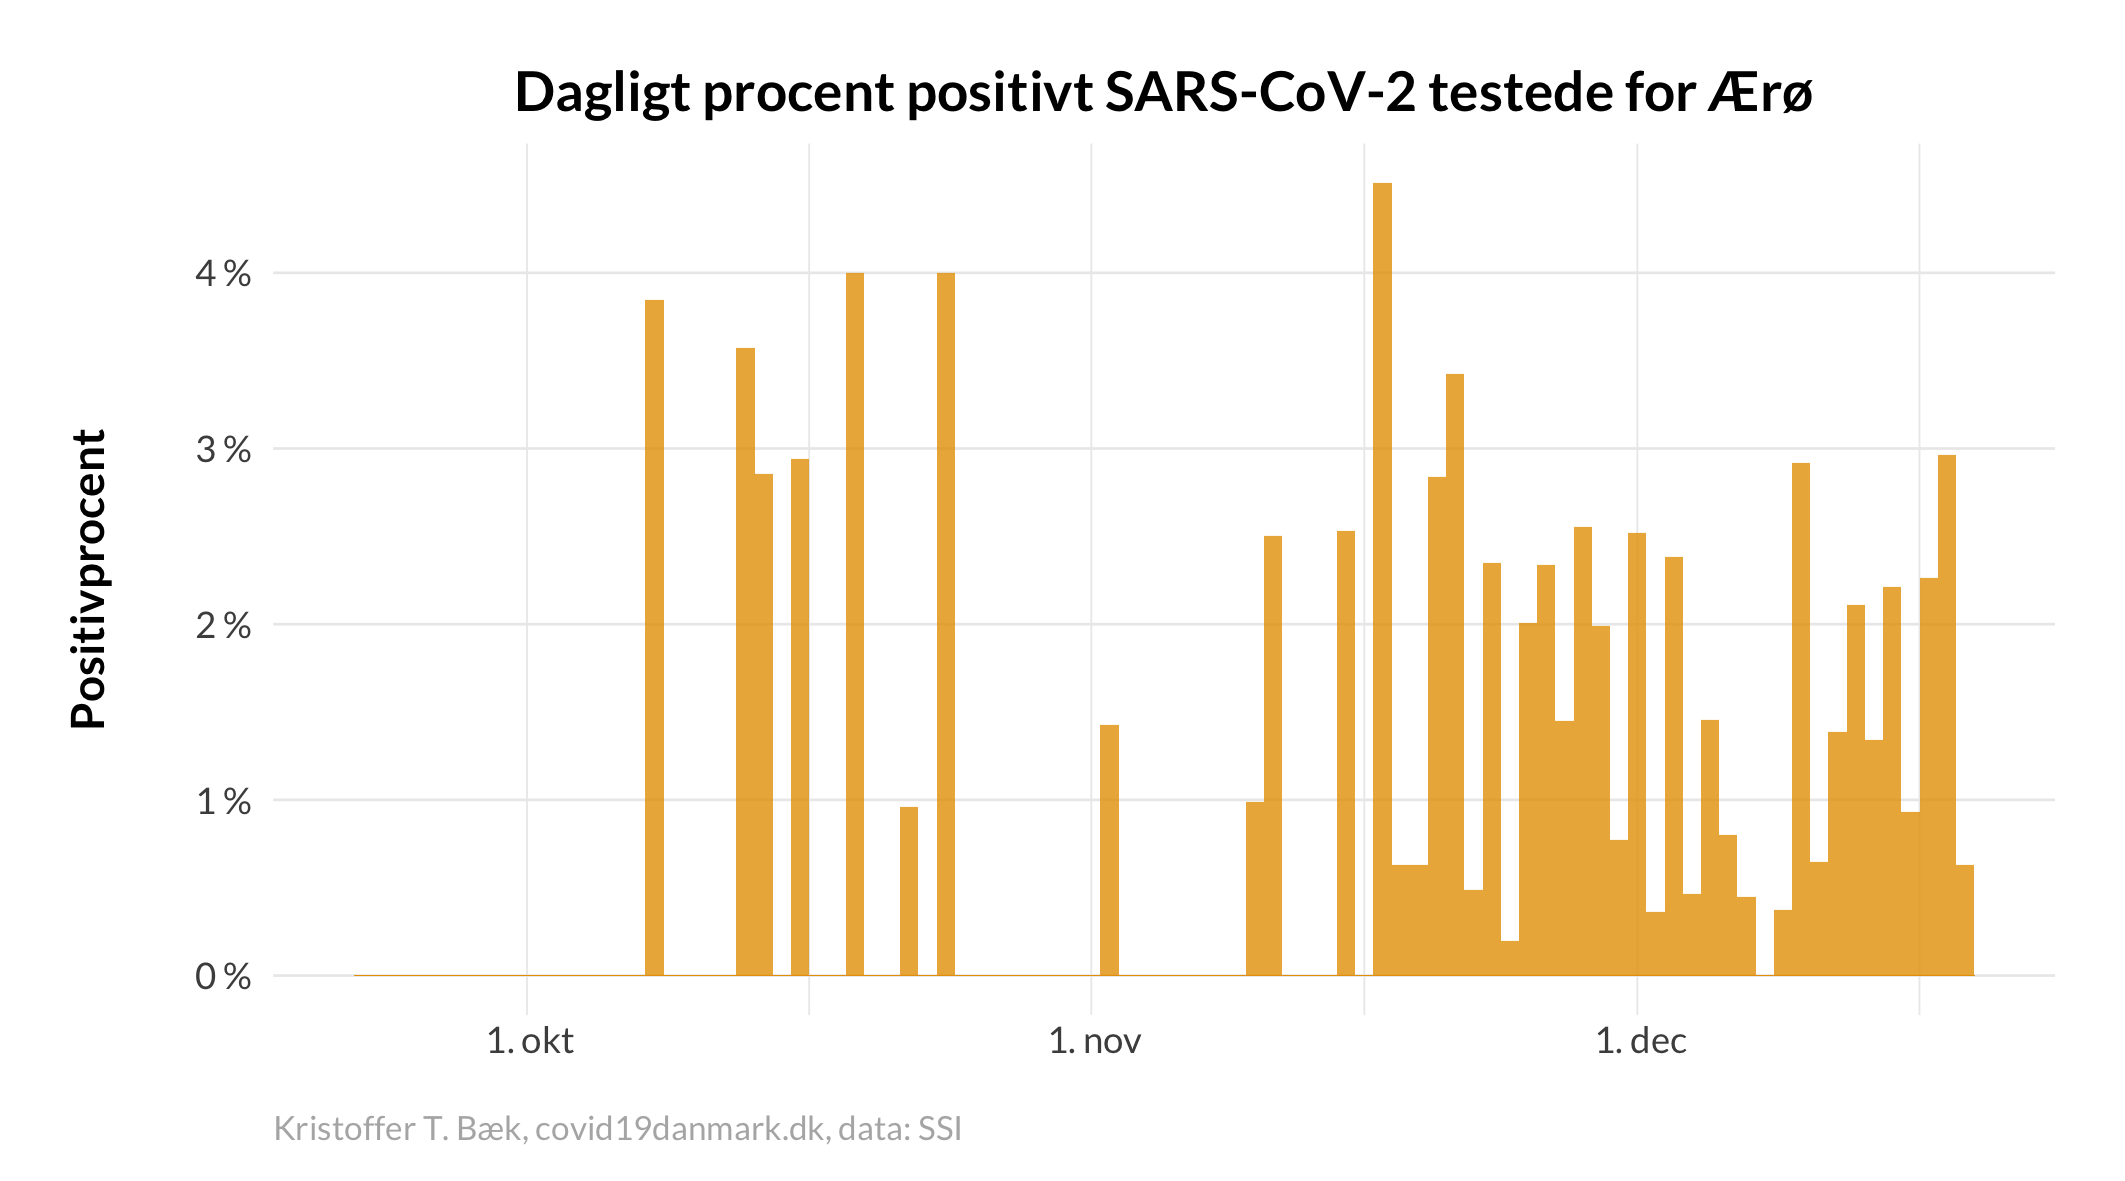 Dagligt procent positivt SARS-CoV-2 testede for Ærø
Positivprocent
4 %
3 %
2 %
1 %
0 %
1. okt
1. nov
1. dec
Kristoffer T. Bæk, covid19danmark.dk, data: SSI